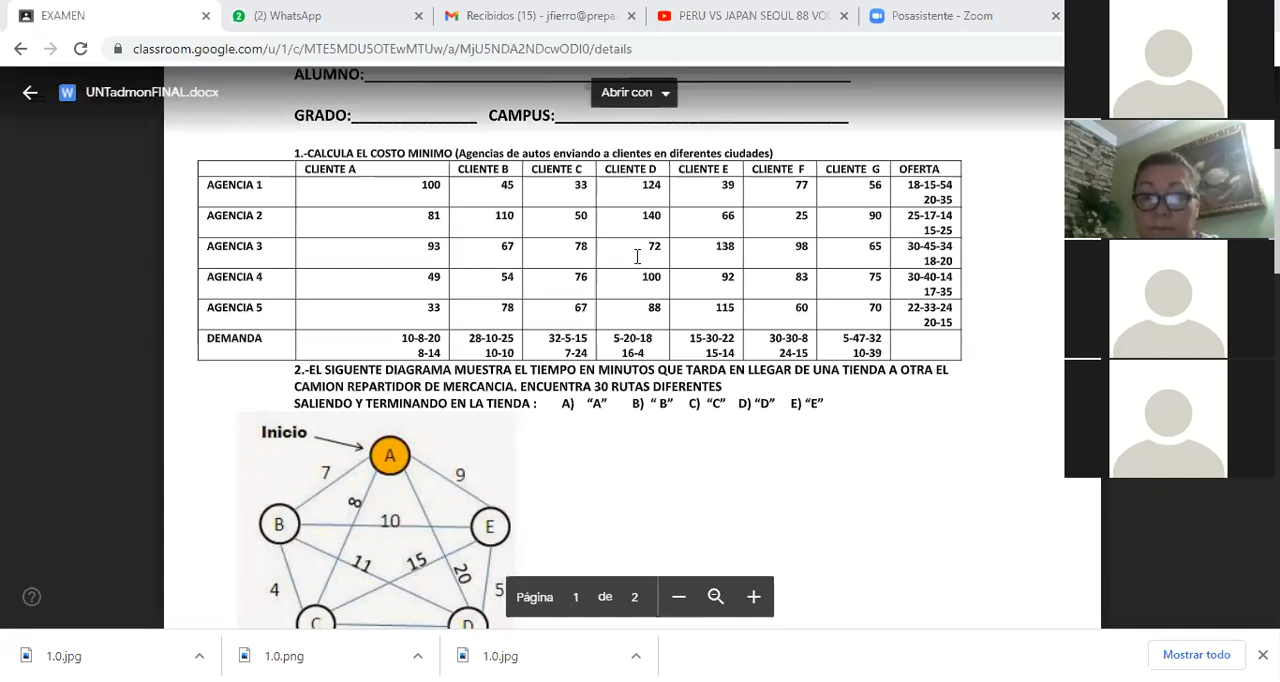 EXAMEN
(2) WhatsApp
Recibidos (15) - jfierro@prepa
PERU VS JAPAN SEOUL 88 VOL
Posasistente - Zoom
classroom.google.com/u/1/c/MTE5MDU5OTEwMTUw/a/MjU5NDA2NDcwODI0/details
ALUMNO:
UNTadmonFINAL.docx
Abrir con
GRADO: CAMPUS:
1.-CALCULA EL COSTO MINIMO (Agencias de autos enviando a clientes en diferentes ciudades)
CLIENTE A CLIENTE B CLIENTE C CLIENTE D CLIENTE E CLIENTE F CLIENTE G OFERTA
AGENCIA 1 100 45 33 124 39 77 56 18-15-54
20-35
AGENCIA 2 81 110 50 140 66 25 90 25-17-14
15-25
AGENCIA 3 93 67 78 72 138 98 65 30-45-34
18-20
AGENCIA 4 49 54 76 100 92 83 75 30-40-14
17-35
AGENCIA 5 33 78 67 88 115 60 70 22-33-24
20-15
DEMANDA 10-8-20 28-10-25 32-5-15 5-20-18 15-30-22 30-30-8 5-47-32
8-14 10-10 7-24 16-4 15-14 24-15 10-39
2.-EL SIGUENTE DIAGRAMA MUESTRA EL TIEMPO EN MINUTOS QUE TARDA EN LLEGAR DE UNA TIENDA A OTRA EL
CAMION REPARTIDOR DE MERCANCIA. ENCUENTRA 30 RUTAS DIFERENTES
SALIENDO Y TERMINANDO EN LA TIENDA : A) “A” B) “ B” C) “C” D) “D” E) “E”
Inicio
A
7
9
8
B
10
E
11
15
20
4
5
C
D
Página 1 de 2
1.0.jpg
1.0.png
1.0.jpg
Mostrar todo